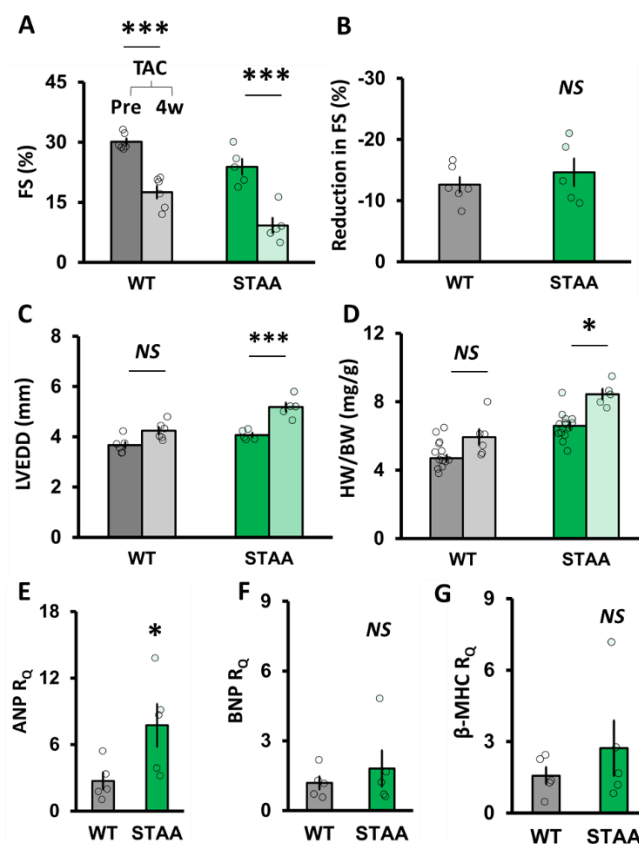 A
***
TAC
Pre 4w
***
45
30
15
0
FS (%)
WT STAA
B
NS
-30
-20
-10
0
Reduction in FS (%)
WT STAA
C
NS
***
8
6
4
2
0
LVEDD (mm)
WT STAA
D
NS
*
12
8
4
0
HW/BW (mg/g)
WT STAA
E
*
18
12
6
0
ANP RQ
WT STAA
F
NS
9
6
3
0
BNP RQ
WT STAA
G
NS
9
6
3
0
β-MHC RQ
WT STAA